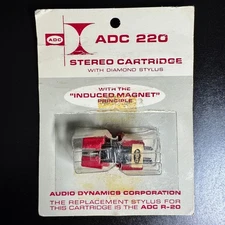 ADC
ADC 220
STEREO CARTRIDGE
WITH DIAMOND STYLUS
WITH THE
"INDUCED MAGNET"
PRINCIPLE
AUDIO DYNAMICS CORPORATION
THE REPLACEMENT STYLUS FOR
THIS CARTRIDGE IS THE ADC R-20